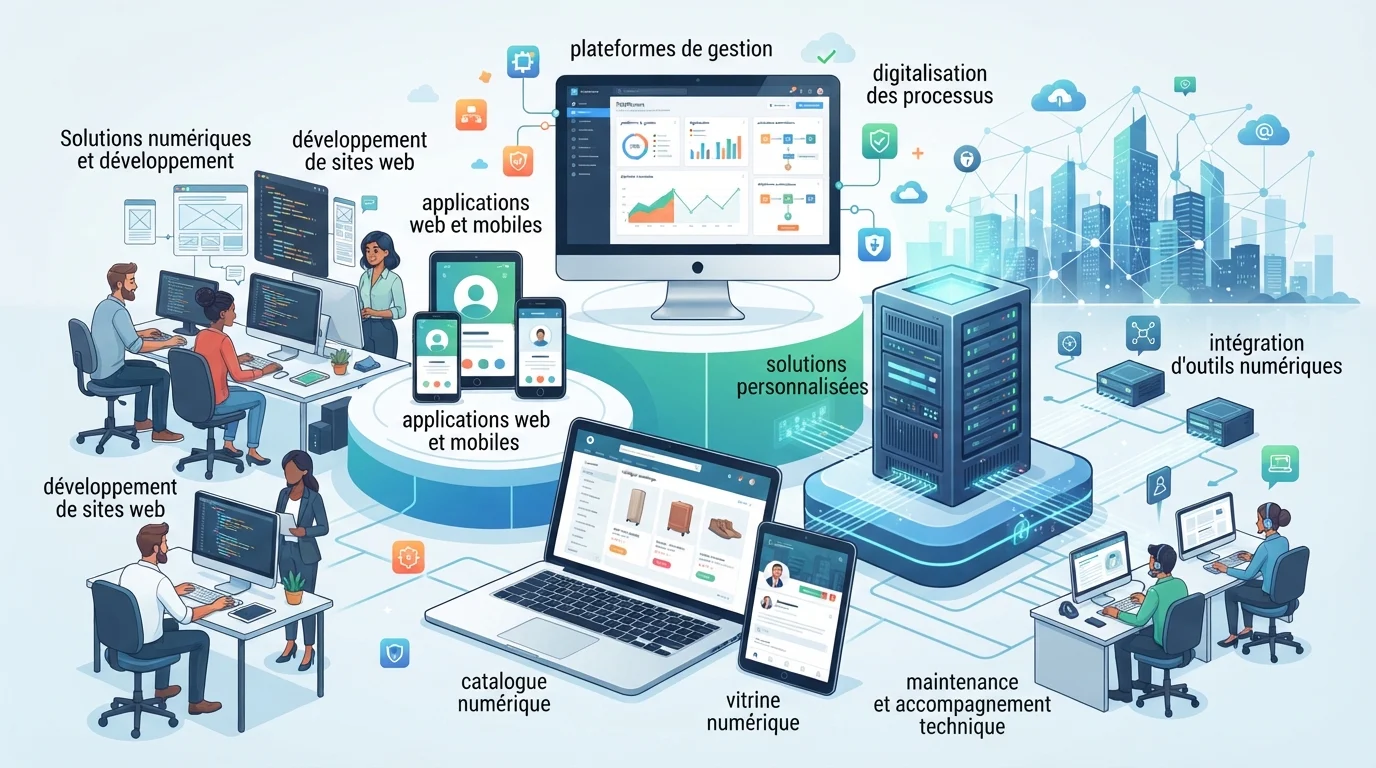 plateformes de gestion
digitalisation
des processus
Solutions numériques
et développement
développement
de sites web
applications
web et mobiles
solutions
personnalisées
intégration
d'outils numériques
applications web
et mobiles
développement
de sites web
catalogue
numérique
vitrine
numérique
maintenance
et accompagnement
technique